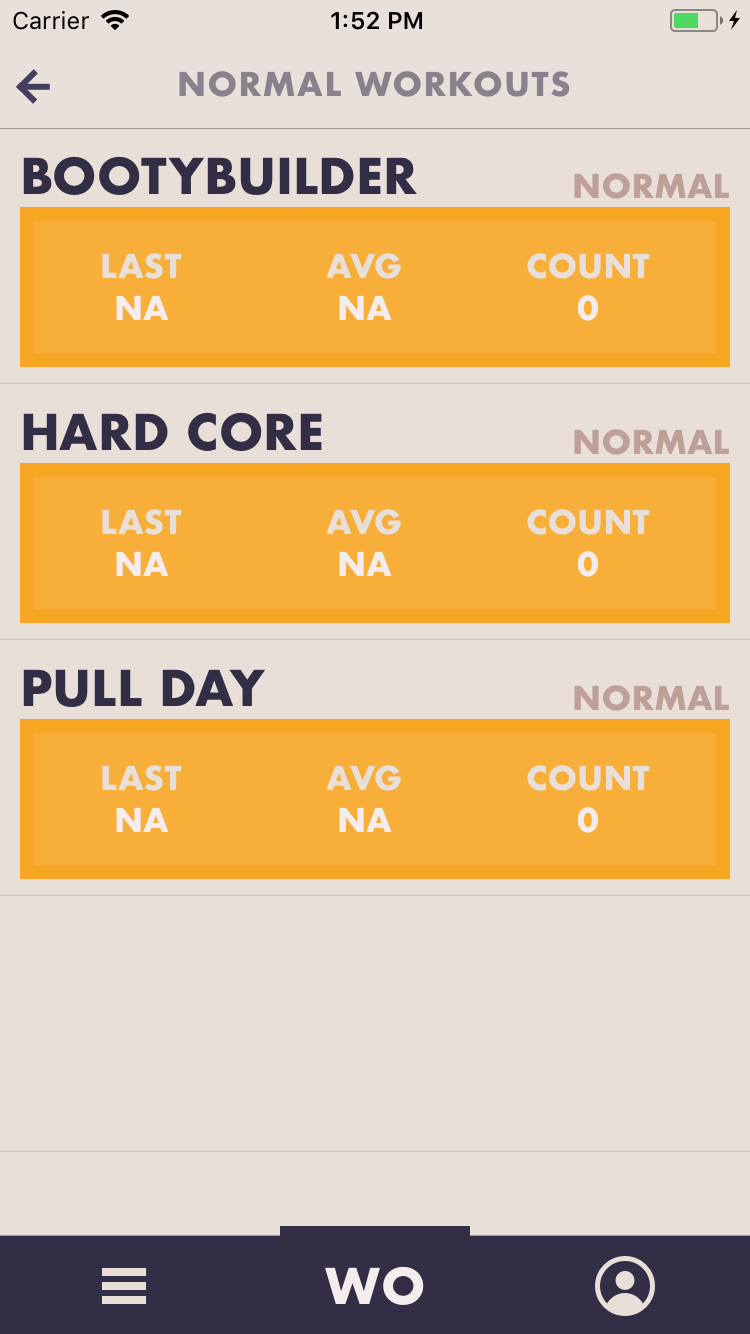 Carrier 1:52 PM
NORMAL WORKOUTS
BOOTYBUILDER NORMAL
LAST AVG COUNT
NA NA 0
HARD CORE NORMAL
LAST AVG COUNT
NA NA 0
PULL DAY NORMAL
LAST AVG COUNT
NA NA 0
WO